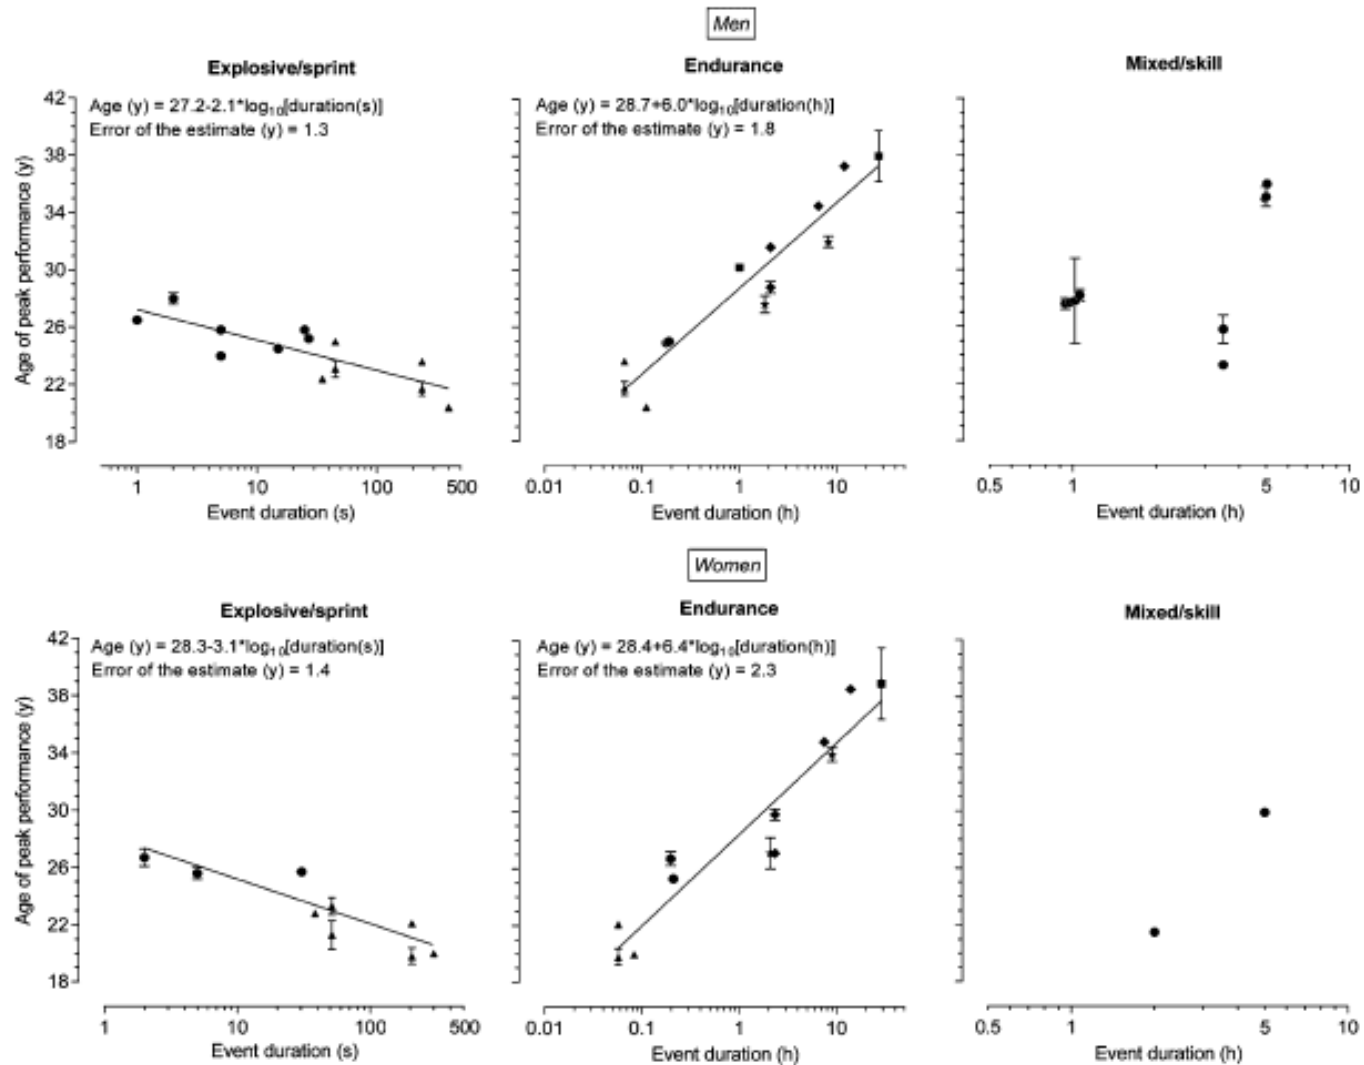 Men
Explosive/sprint
Endurance
Mixed/skill
Age (y) = 27.2-2.1*log10[duration(s)]
Error of the estimate (y) = 1.3
Age (y) = 28.7+6.0*log10[duration(h)]
Error of the estimate (y) = 1.8
Age of peak performance (y)
42
38
34
30
26
22
18
1 10 100 500
0.01 0.1 1 10
0.5 1 5 10
Event duration (s)
Event duration (h)
Event duration (h)
Women
Explosive/sprint
Endurance
Mixed/skill
Age (y) = 28.3-3.1*log10[duration(s)]
Error of the estimate (y) = 1.4
Age (y) = 28.4+6.4*log10[duration(h)]
Error of the estimate (y) = 2.3
Age of peak performance (y)
42
38
34
30
26
22
18
1 10 100 500
0.01 0.1 1 10
0.5 1 5 10
Event duration (s)
Event duration (h)
Event duration (h)